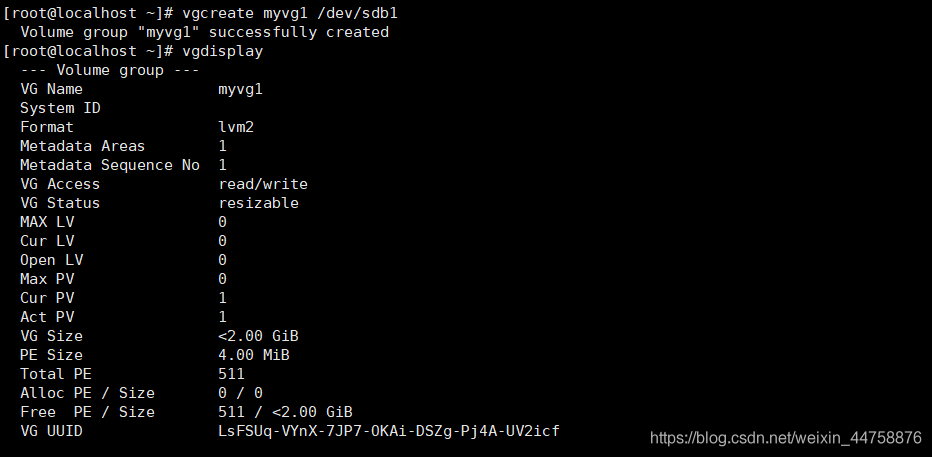 [root@localhost ~]# vgcreate myvg1 /dev/sdb1
  Volume group "myvg1" successfully created
[root@localhost ~]# vgdisplay
  --- Volume group ---
  VG Name               myvg1
  System ID
  Format                lvm2
  Metadata Areas        1
  Metadata Sequence No  1
  VG Access             read/write
  VG Status             resizable
  MAX LV                0
  Cur LV                0
  Open LV               0
  Max PV                0
  Cur PV                1
  Act PV                1
  VG Size               <2.00 GiB
  PE Size               4.00 MiB
  Total PE              511
  Alloc PE / Size       0 / 0
  Free  PE / Size       511 / <2.00 GiB
  VG UUID               LsFSUq-VYnX-7JP7-OKAi-DSZg-Pj4A-UV2icf
https://blog.csdn.net/weixin_44758876